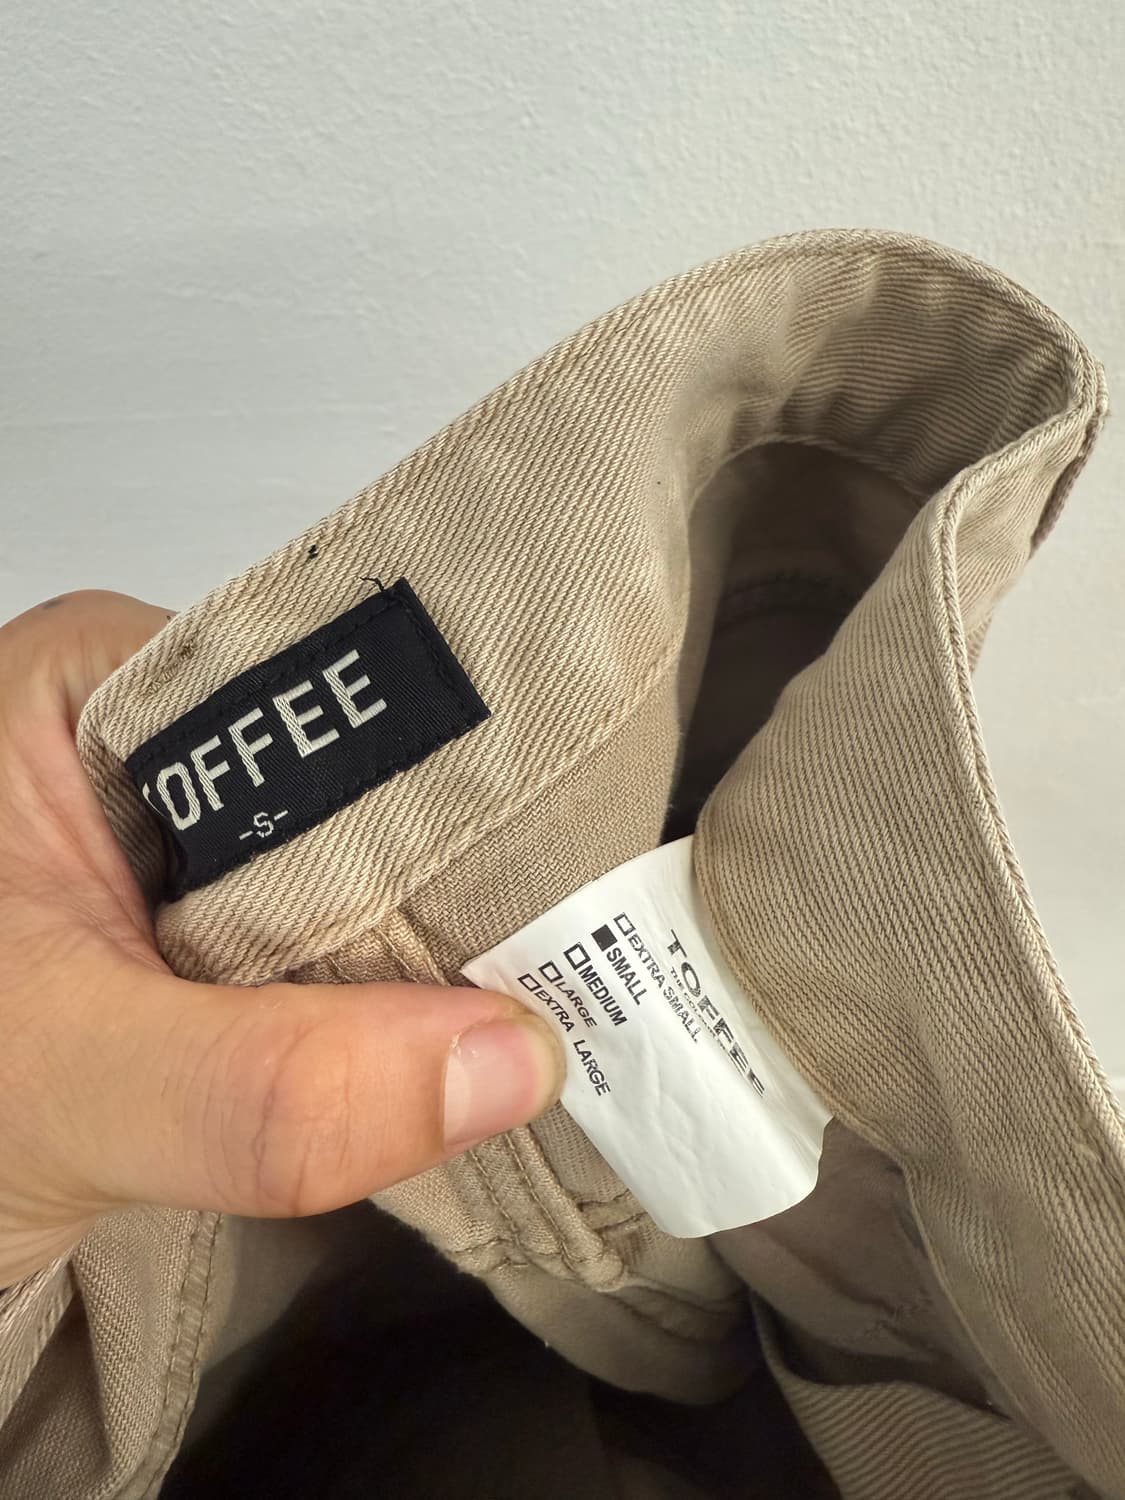 OFFEE
-S-
TOFFEE
EXTRA SMALL
SMALL
MEDIUM
LARGE
EXTRA LARGE